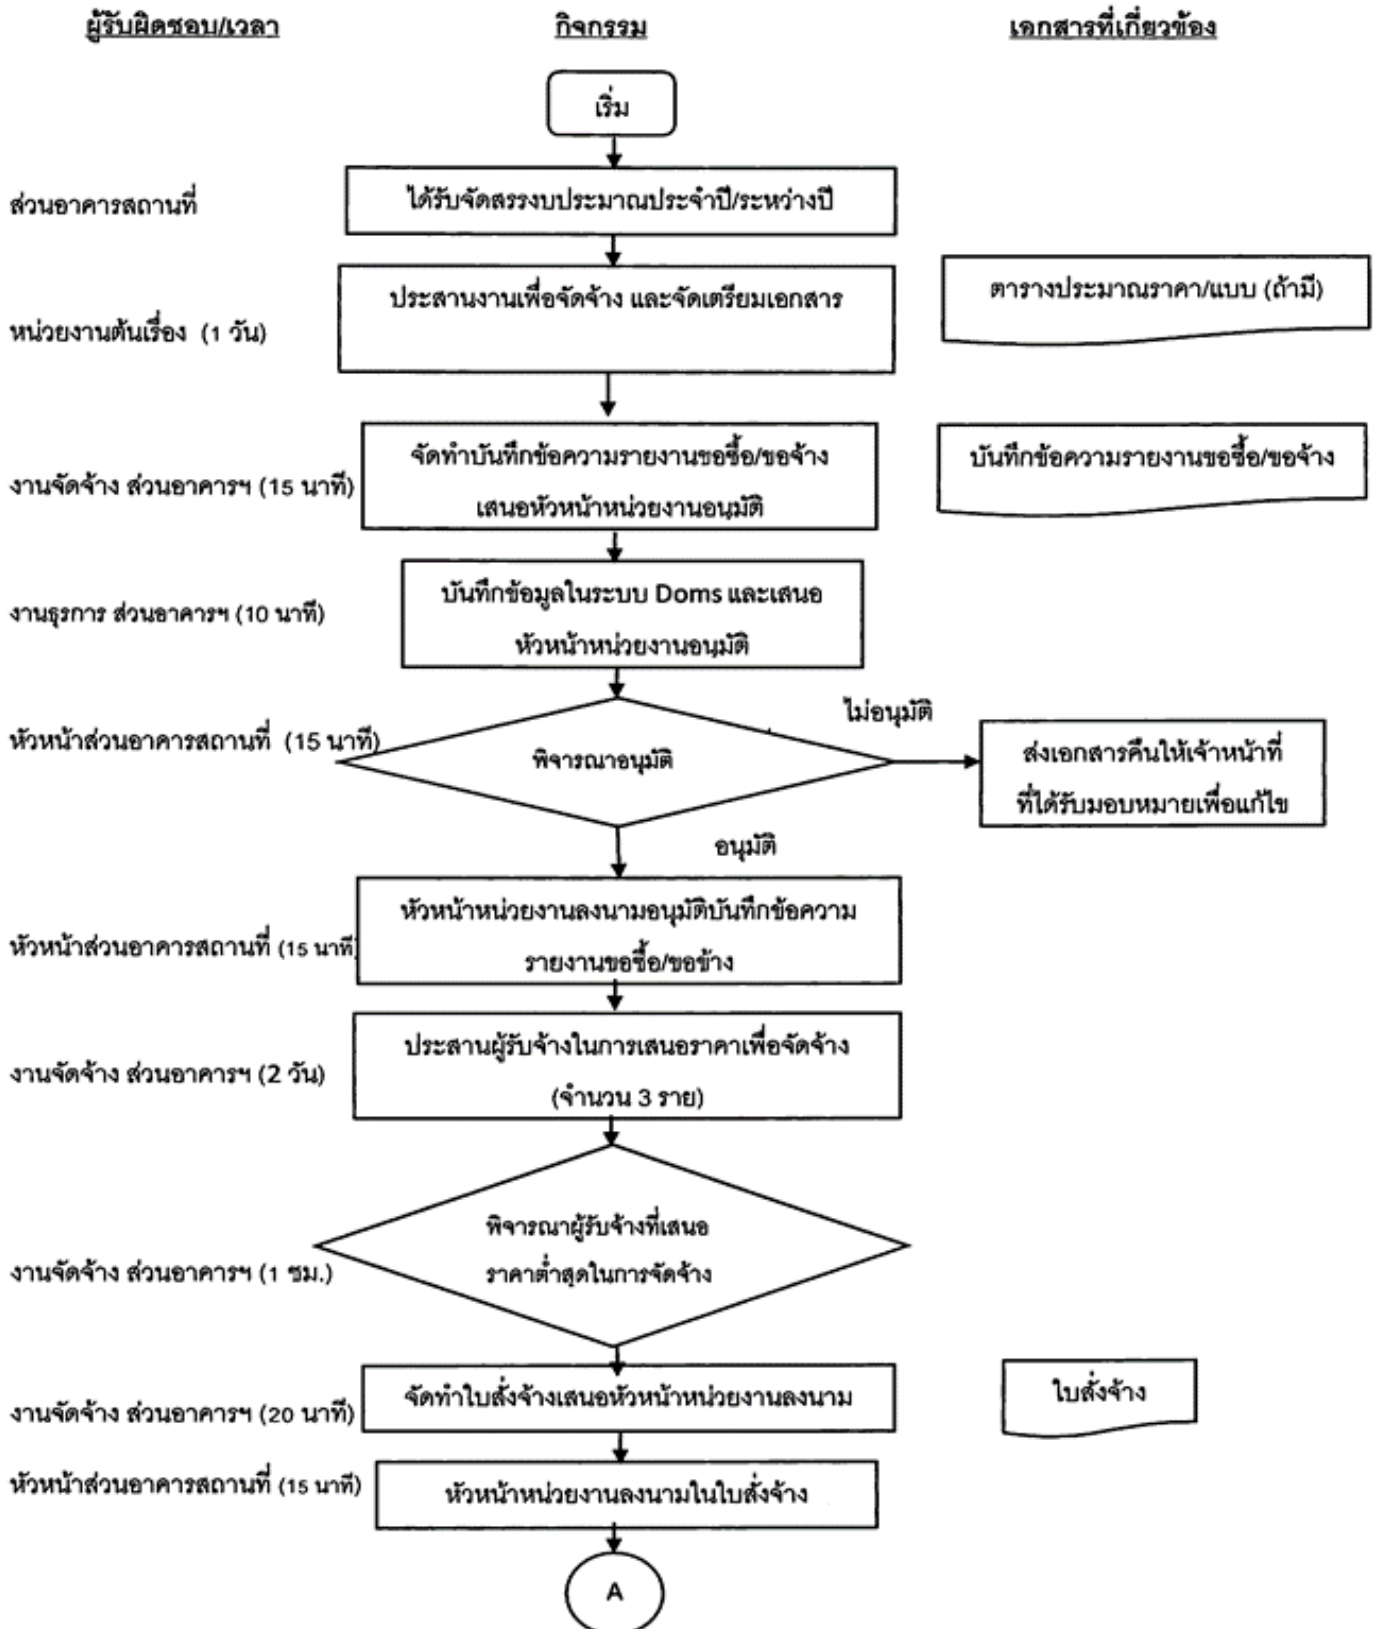 ผู้รับผิดชอบ/เวลา
กิจกรรม
เอกสารที่เกี่ยวข้อง
เริ่ม
ส่วนอาคารสถานที่
ได้รับจัดสรรงบประมาณประจำปี/ระหว่างปี
หน่วยงานต้นเรื่อง (1 วัน)
ประสานงานเพื่อจัดจ้าง และจัดเตรียมเอกสาร
ตารางประมาณราคา/แบบ (ถ้ามี)
งานจัดจ้าง ส่วนอาคารฯ (15 นาที)
จัดทำบันทึกข้อความรายงานขอซื้อ/ขอจ้าง
เสนอหัวหน้าหน่วยงานอนุมัติ
บันทึกข้อความรายงานขอซื้อ/ขอจ้าง
งานธุรการ ส่วนอาคารฯ (10 นาที)
บันทึกข้อมูลในระบบ Doms และเสนอ
หัวหน้าหน่วยงานอนุมัติ
หัวหน้าส่วนอาคารสถานที่ (15 นาที)
พิจารณาอนุมัติ
ไม่อนุมัติ
ส่งเอกสารคืนให้เจ้าหน้าที่
ที่ได้รับมอบหมายเพื่อแก้ไข
อนุมัติ
หัวหน้าส่วนอาคารสถานที่ (15 นาที
หัวหน้าหน่วยงานลงนามอนุมัติบันทึกข้อความ
รายงานขอซื้อ/ขอข้าง
งานจัดจ้าง ส่วนอาคารฯ (2 วัน)
ประสานผู้รับจ้างในการเสนอราคาเพื่อจัดจ้าง
(จำนวน 3 ราย)
งานจัดจ้าง ส่วนอาคารฯ (1 ชม.)
พิจารณาผู้รับจ้างที่เสนอ
ราคาต่ำสุดในการจัดจ้าง
งานจัดจ้าง ส่วนอาคารฯ (20 นาที)
จัดทำใบสั่งจ้างเสนอหัวหน้าหน่วยงานลงนาม
ใบสั่งจ้าง
หัวหน้าส่วนอาคารสถานที่ (15 นาที)
หัวหน้าหน่วยงานลงนามในใบสั่งจ้าง
A